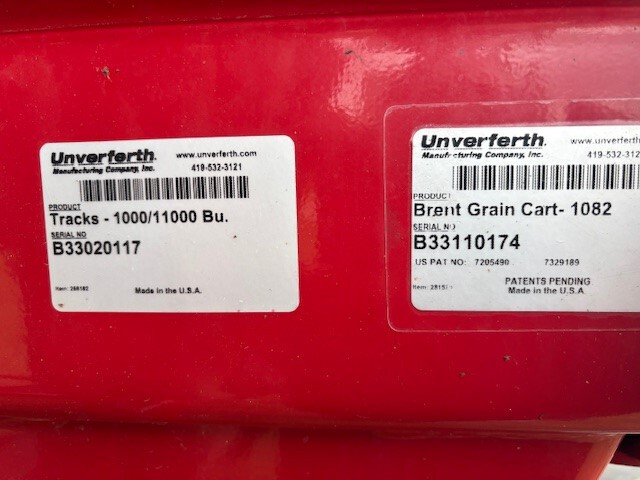 Unverferth. www.unverferth.com
Manufacturing Company, Inc. 419-532-3121
PRODUCT
Tracks - 1000/11000 Bu.
SERIAL NO
B33020117
Made in the U.S.A.
Unverferth.
Manufacturing Company, Inc. 419-532-312
PRODUCT
Brent Grain Cart- 1082
SERIAL NO
B33110174
US PAT NO: 7205490 7329189
PATENTS PENDING
Item: Made in the U.S.A.